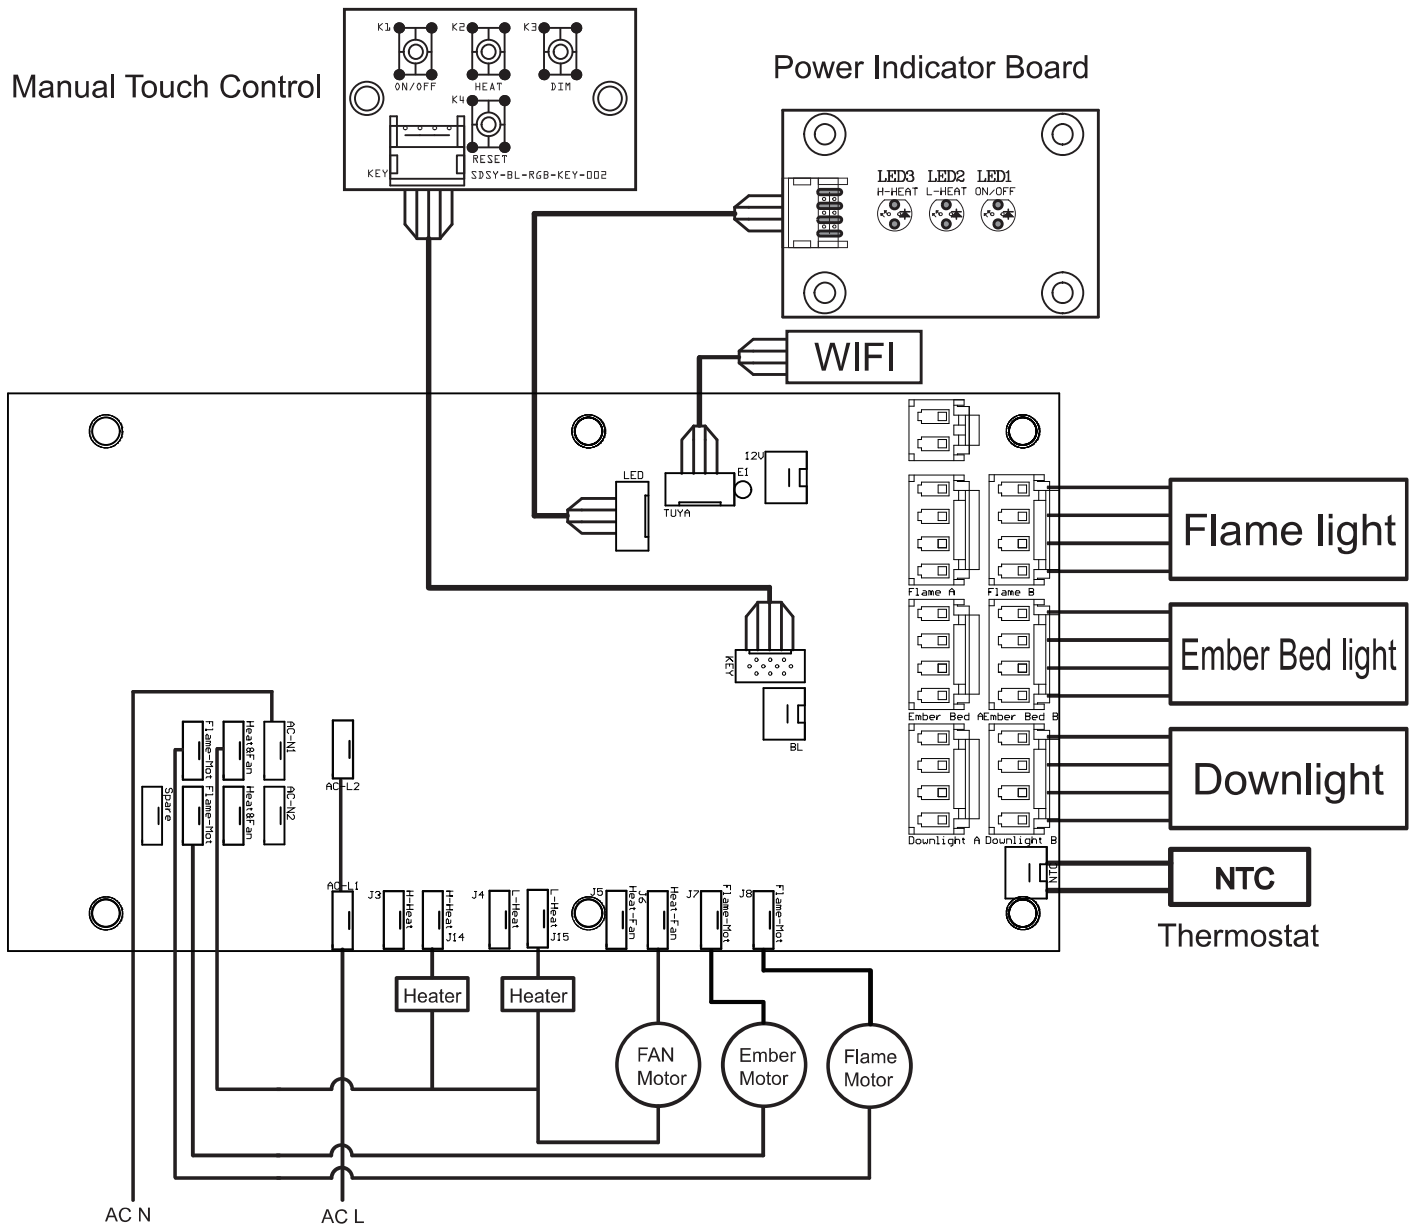 Manual Touch Control
K1
K2
K3
ON/OFF
HEAT
DIM
K4
RESET
KEY
SDSY-BL-RGB-KEY-002
Power Indicator Board
LED3
LED2
LED1
H-HEAT
L-HEAT
ON/OFF
WIFI
LED
TUYA
E1
12V
KEY
BL
Flame A
Flame B
Ember Bed A
Ember Bed B
Downlight A
Downlight B
NTC
Flame light
Ember Bed light
Downlight
NTC
Thermostat
Flame-Mot
Heat&Fan
AC-N1
AC-L2
Spare
Flame-Mot
Heat&Fan
AC-N2
AC-L1
J3
H-Heat
H-Heat
J14
J4
L-Heat
L-Heat
J15
J5
Heat-Fan
J6
Heat-Fan
J7
Flame-Mot
J8
Flame-Mot
Heater
Heater
FAN
Motor
Ember
Motor
Flame
Motor
AC N
AC L